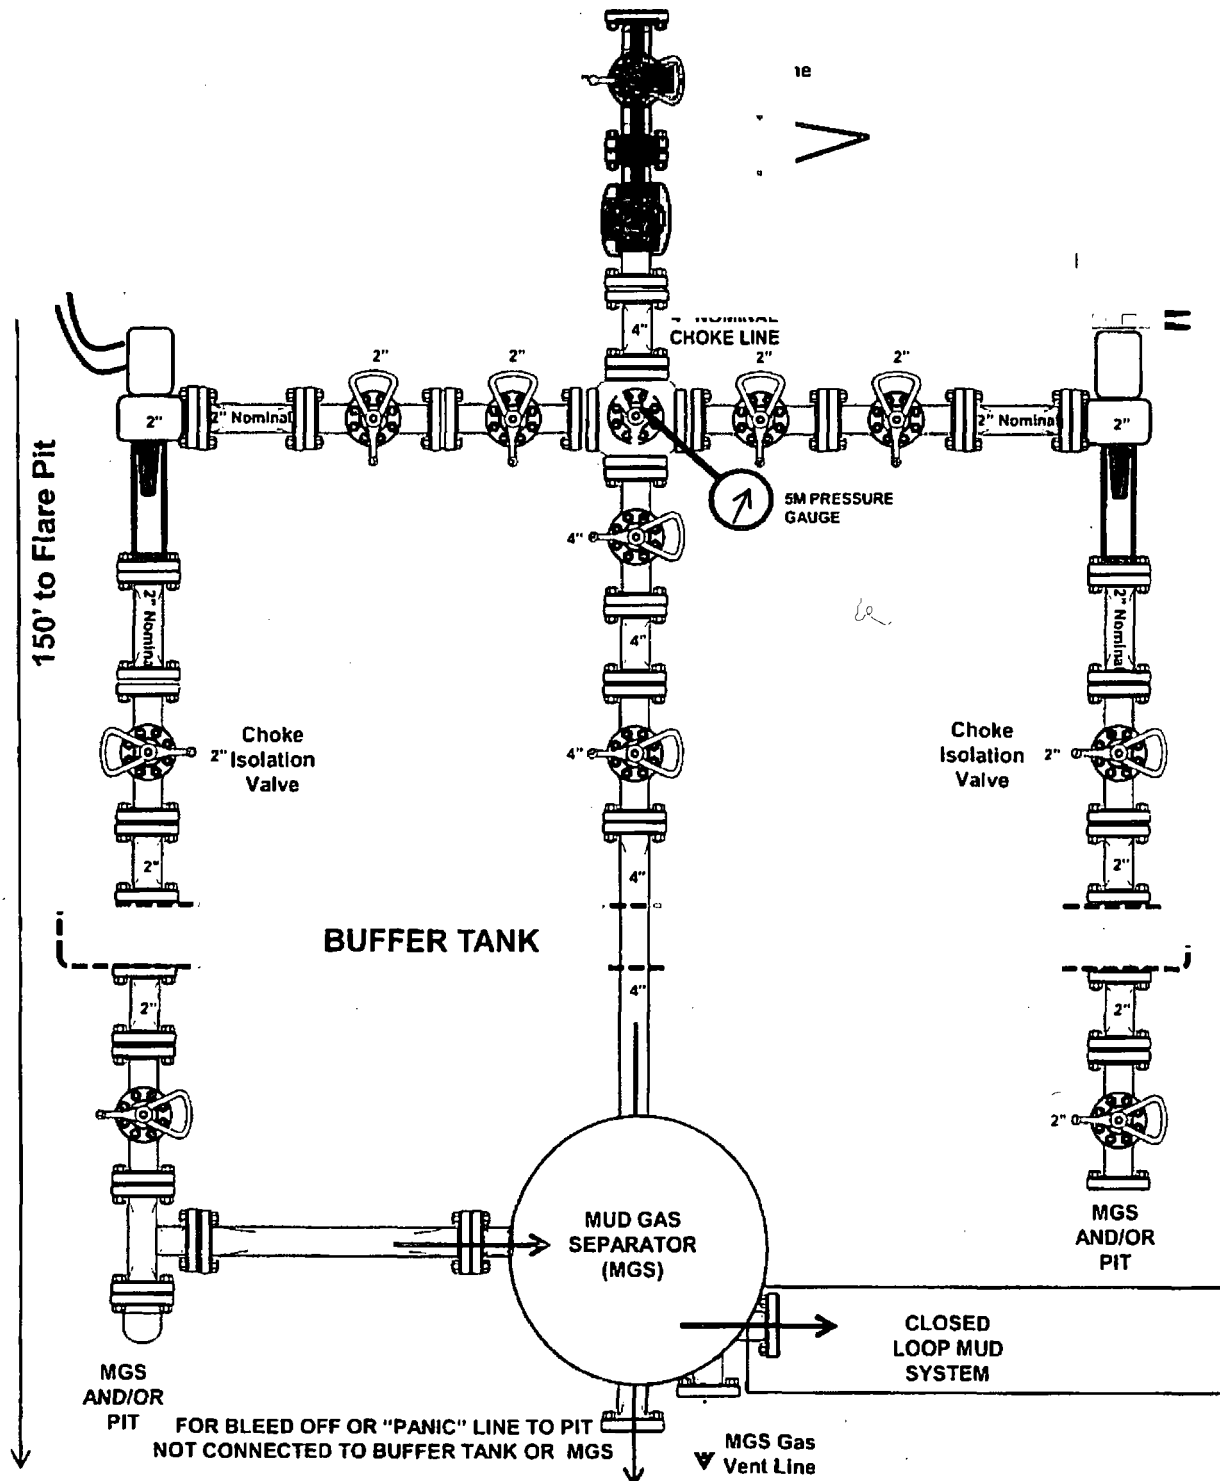 4"
4" NOMINAL
CHOKE LINE
2"
2"
2"
2"
2"
2" Nominal
2" Nominal
2"
5M PRESSURE
GAUGE
4"
150' to Flare Pit
2" Nominal
4"
2" Nominal
2"
Choke
Isolation
Valve
4"
Choke
Isolation
Valve
2"
2"
4"
2"
BUFFER TANK
2"
4"
2"
2"
MUD GAS
SEPARATOR
(MGS)
MGS
AND/OR
PIT
CLOSED
LOOP MUD
SYSTEM
MGS
AND/OR
PIT
FOR BLEED OFF OR "PANIC" LINE TO PIT
NOT CONNECTED TO BUFFER TANK OR MGS
MGS Gas
Vent Line